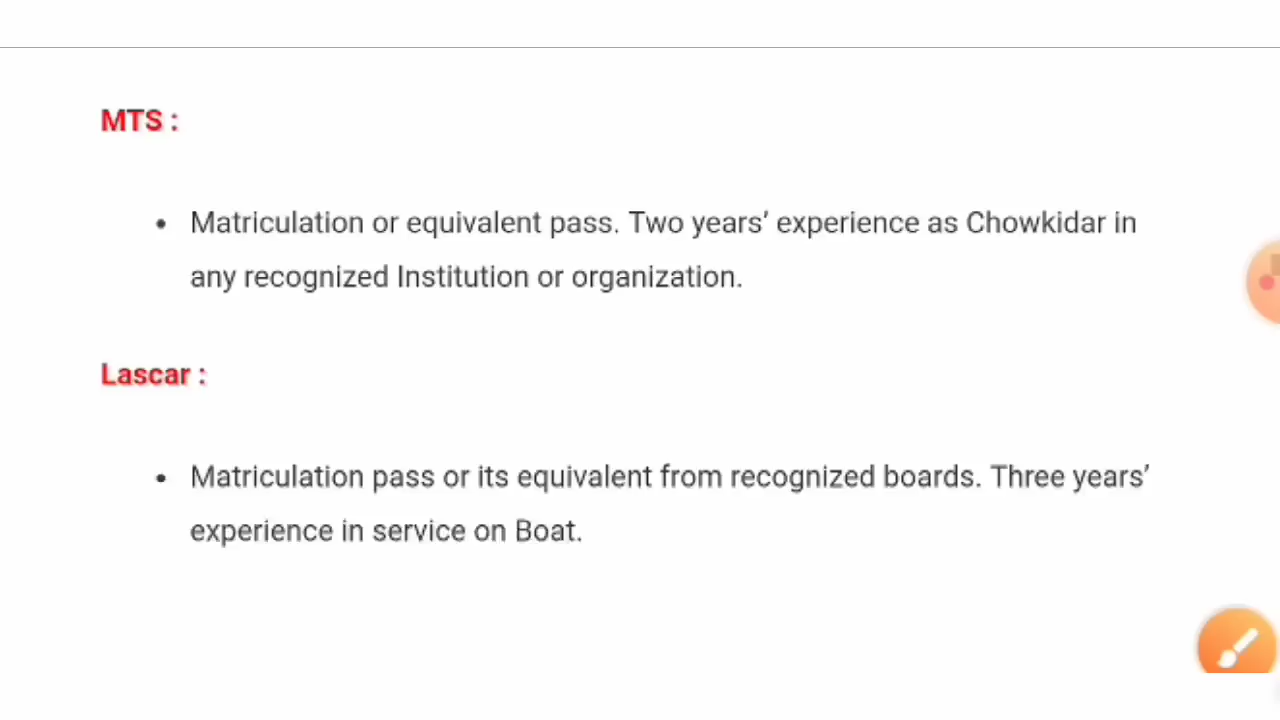 MTS :
Matriculation or equivalent pass. Two years’ experience as Chowkidar in
any recognized Institution or organization.
Lascar :
Matriculation pass or its equivalent from recognized boards. Three years’
experience in service on Boat.